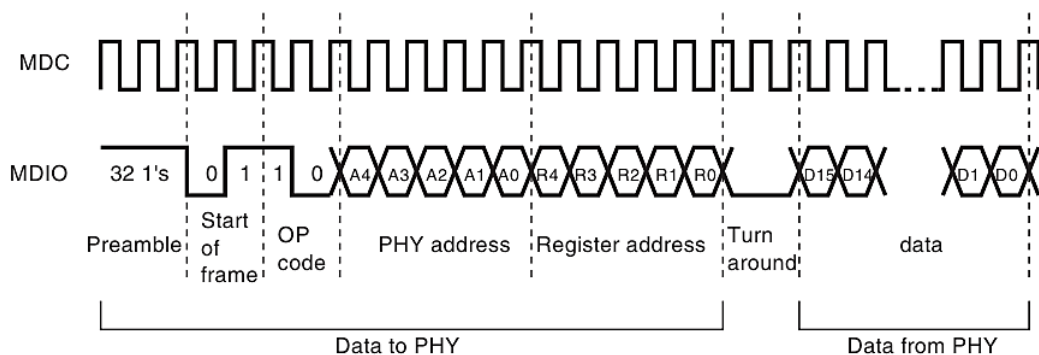 MDC
MDIO
32 1's 0 1 1 0 A4 A3 A2 A1 A0 R4 R3 R2 R1 R0 D15 D14 D1 D0
Preamble
Start
of
frame
OP
code
PHY address
Register address
Turn
around
data
Data to PHY
Data from PHY